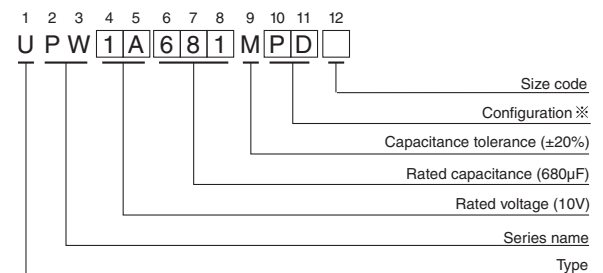 1 2 3 4 5 6 7 8 9 10 11 12
U P W 1 A 6 8 1 M P D
Size code
Configuration ※
Capacitance tolerance (±20%)
Rated capacitance (680µF)
Rated voltage (10V)
Series name
Type